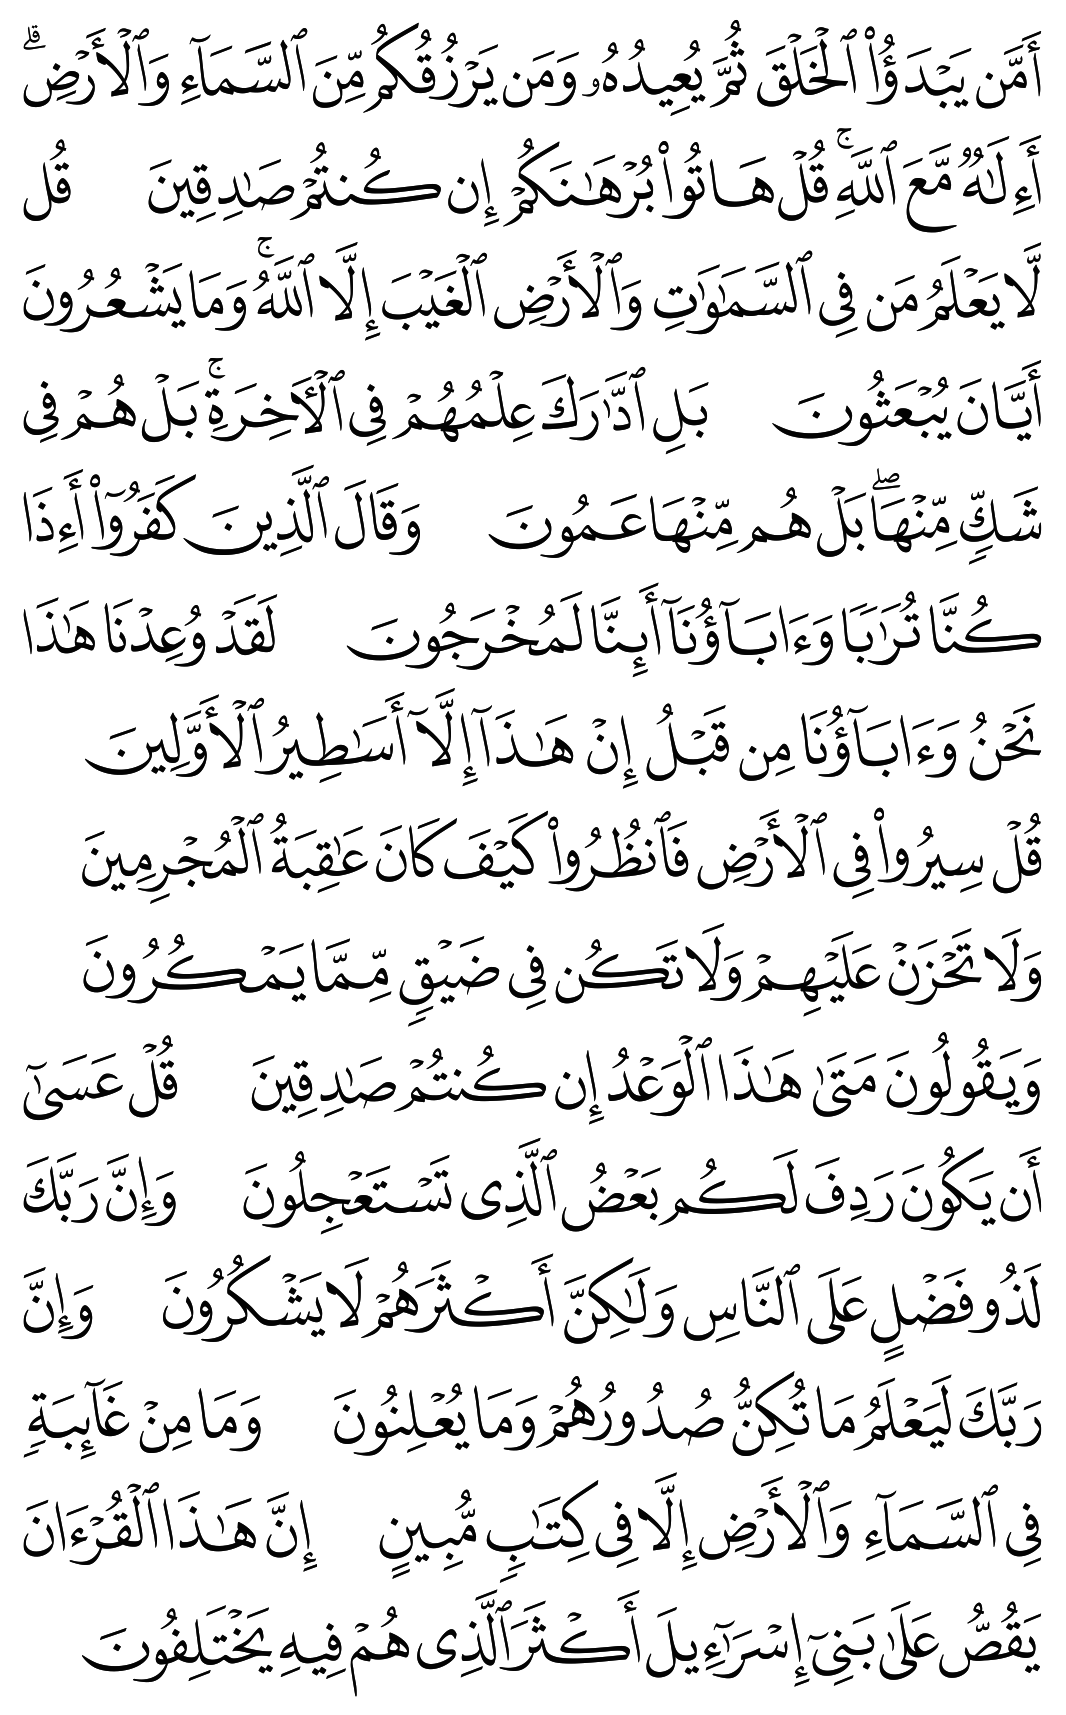 أَمَّن يَبْدَؤُا۟ ٱلْخَلْقَ ثُمَّ يُعِيدُهُۥ وَمَن يَرْزُقُكُم مِّنَ ٱلسَّمَآءِ وَٱلْأَرْضِ ۗ
أَءِلَـٰهٌ مَّعَ ٱللَّهِ ۚ قُلْ هَاتُوا۟ بُرْهَـٰنَكُمْ إِن كُنتُمْ صَـٰدِقِينَ قُل
لَّا يَعْلَمُ مَن فِى ٱلسَّمَـٰوَٰتِ وَٱلْأَرْضِ ٱلْغَيْبَ إِلَّا ٱللَّهُ ۚ وَمَا يَشْعُرُونَ
أَيَّانَ يُبْعَثُونَ بَلِ ٱدَّٰرَكَ عِلْمُهُمْ فِى ٱلْـَٔاخِرَةِ ۚ بَلْ هُمْ فِى
شَكٍّ مِّنْهَا ۖ بَلْ هُم مِّنْهَا عَمُونَ وَقَالَ ٱلَّذِينَ كَفَرُوٓا۟ أَءِذَا
كُنَّا تُرَٰبًا وَءَابَآؤُنَآ أَئِنَّا لَمُخْرَجُونَ لَقَدْ وُعِدْنَا هَـٰذَا
نَحْنُ وَءَابَآؤُنَا مِن قَبْلُ إِنْ هَـٰذَآ إِلَّآ أَسَـٰطِيرُ ٱلْأَوَّلِينَ
قُلْ سِيرُوا۟ فِى ٱلْأَرْضِ فَٱنظُرُوا۟ كَيْفَ كَانَ عَـٰقِبَةُ ٱلْمُجْرِمِينَ
وَلَا تَحْزَنْ عَلَيْهِمْ وَلَا تَكُن فِى ضَيْقٍ مِّمَّا يَمْكُرُونَ
وَيَقُولُونَ مَتَىٰ هَـٰذَا ٱلْوَعْدُ إِن كُنتُمْ صَـٰدِقِينَ قُلْ عَسَىٰٓ
أَن يَكُونَ رَدِفَ لَكُم بَعْضُ ٱلَّذِى تَسْتَعْجِلُونَ وَإِنَّ رَبَّكَ
لَذُو فَضْلٍ عَلَى ٱلنَّاسِ وَلَـٰكِنَّ أَكْثَرَهُمْ لَا يَشْكُرُونَ وَإِنَّ
رَبَّكَ لَيَعْلَمُ مَا تُكِنُّ صُدُورُهُمْ وَمَا يُعْلِنُونَ وَمَا مِنْ غَآئِبَةٍ
فِى ٱلسَّمَآءِ وَٱلْأَرْضِ إِلَّا فِى كِتَـٰبٍ مُّبِينٍ إِنَّ هَـٰذَا ٱلْقُرْءَانَ
يَقُصُّ عَلَىٰ بَنِىٓ إِسْرَٰٓءِيلَ أَكْثَرَ ٱلَّذِى هُمْ فِيهِ يَخْتَلِفُونَ